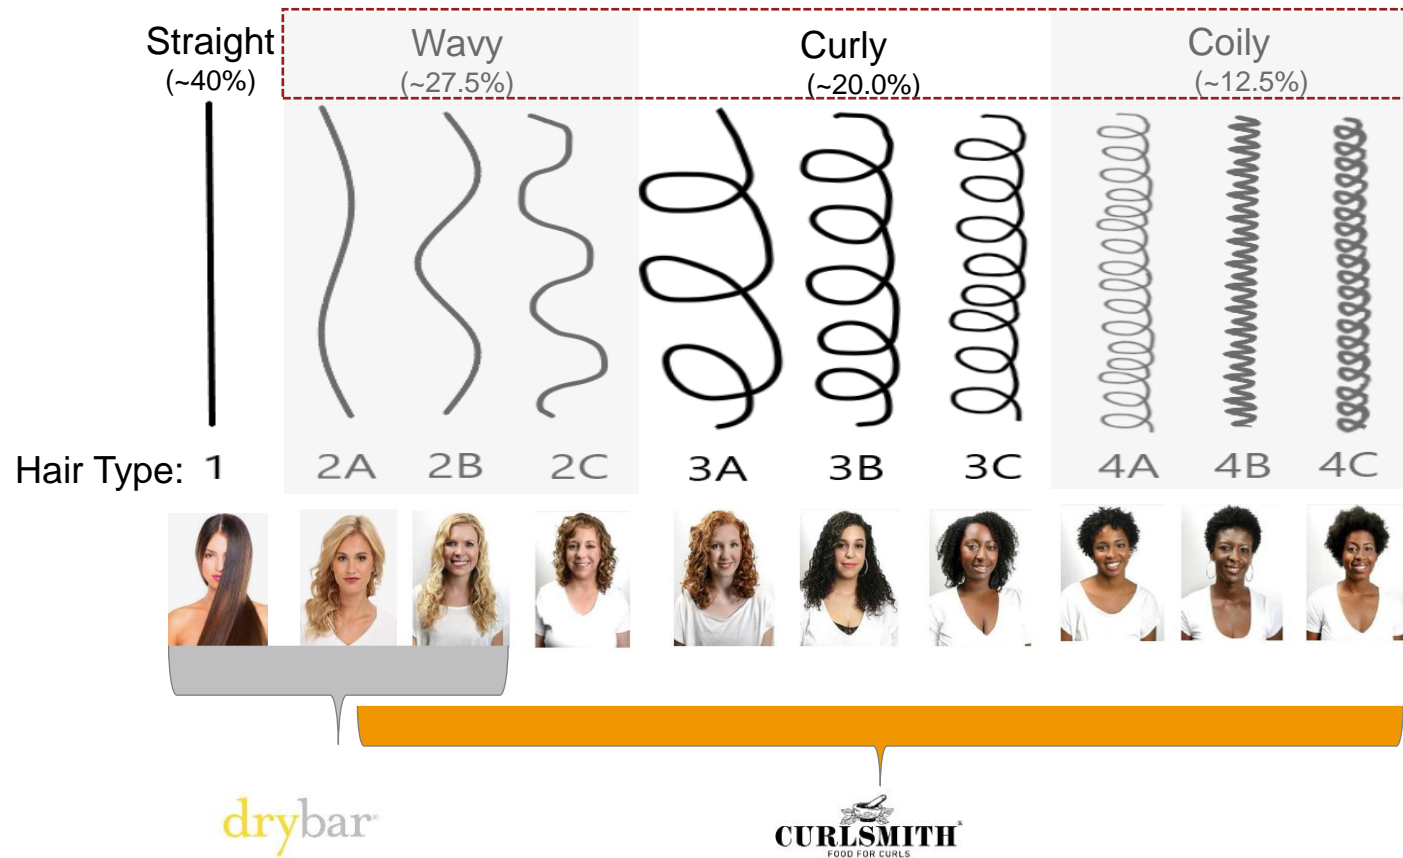 Straight
(~40%)
Wavy
(~27.5%)
Curly
(~20.0%)
Coily
(~12.5%)
Hair Type: 1 2A 2B 2C 3A 3B 3C 4A 4B 4C
drybar®
CURLSMITH®
FOOD FOR CURLS